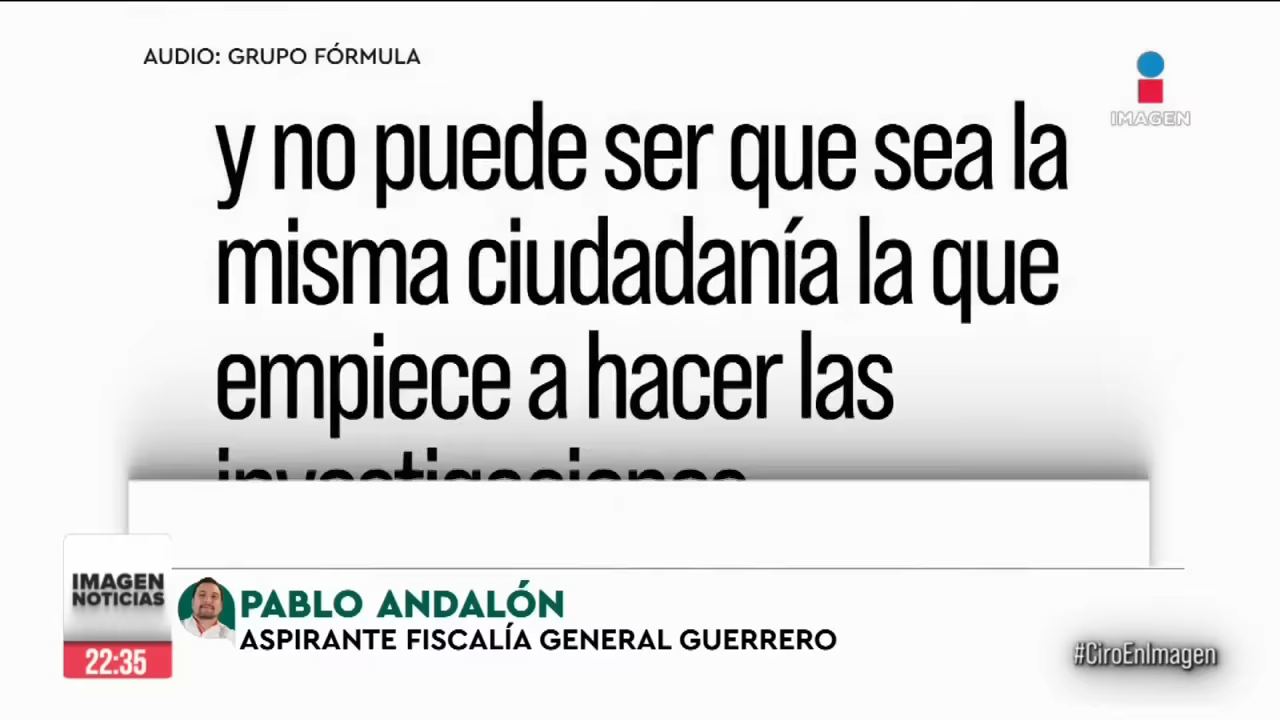 AUDIO: GRUPO FÓRMULA
IMAGEN
y no puede ser que sea la
misma ciudadanía la que
empiece a hacer las
investigaciones
IMAGEN
NOTICIAS
22:35
PABLO ANDALÓN
ASPIRANTE FISCALÍA GENERAL GUERRERO
#CiroEnImagen